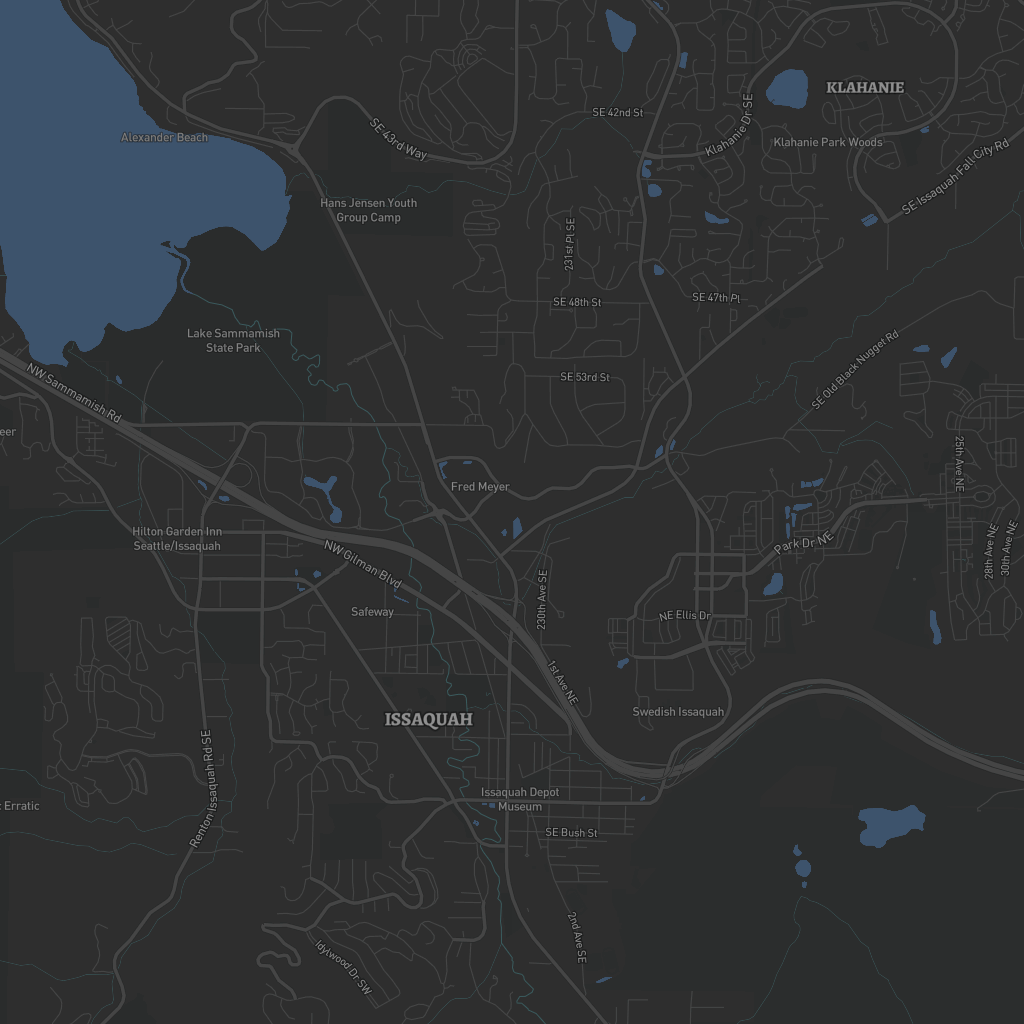 KLAHANIE
SE 42nd St
Klahanie Dr SE
SE 43rd Way
Alexander Beach
Klahanie Park Woods
SE Issaquah Fall City Rd
Hans Jensen Youth
Group Camp
231st Pl SE
SE 47th Pl
SE 48th St
Lake Sammamish
State Park
SE Old Black Nugget Rd
SE 53rd St
NW Sammamish Rd
eer
25th Ave NE
Fred Meyer
Hilton Garden Inn
Seattle/Issaquah
Park Dr NE
28th Ave NE
30th Ave NE
NW Gilman Blvd
230th Ave SE
Safeway
NE Ellis Dr
1st Ave NE
Swedish Issaquah
ISSAQUAH
Renton Issaquah Rd SE
Issaquah Depot
Museum
Erratic
SE Bush St
2nd Ave SE
Idylwood Dr SW